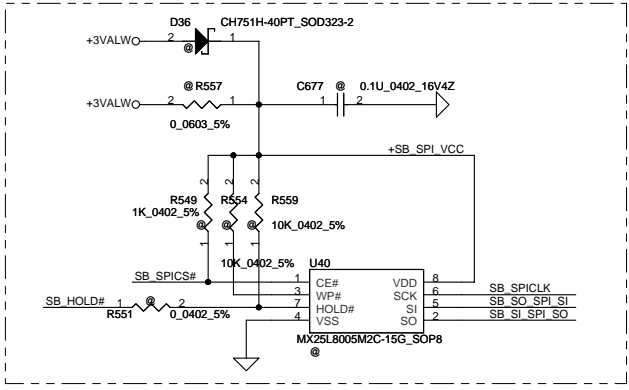 D36 CH751H-40PT_SOD323-2
+3VALW 2 1
@
@ R557
+3VALW 2 1
0_0603_5%
C677 @ 0.1U_0402_16V4Z
1 2
+SB_SPI_VCC
2 2 2
R549 R554 R559
1K_0402_5% 10K_0402_5%
@ @ @
1 1 1
10K_0402_5% U40
SB_SPICS# 1 CE# VDD 8
3 WP# SCK 6 SB_SPICLK
SB_HOLD# 1 @ 2 7 HOLD# SI 5 SB_SO_SPI_SI
R551 0_0402_5% 4 VSS SO 2 SB_SI_SPI_SO
MX25L8005M2C-15G_SOP8
@